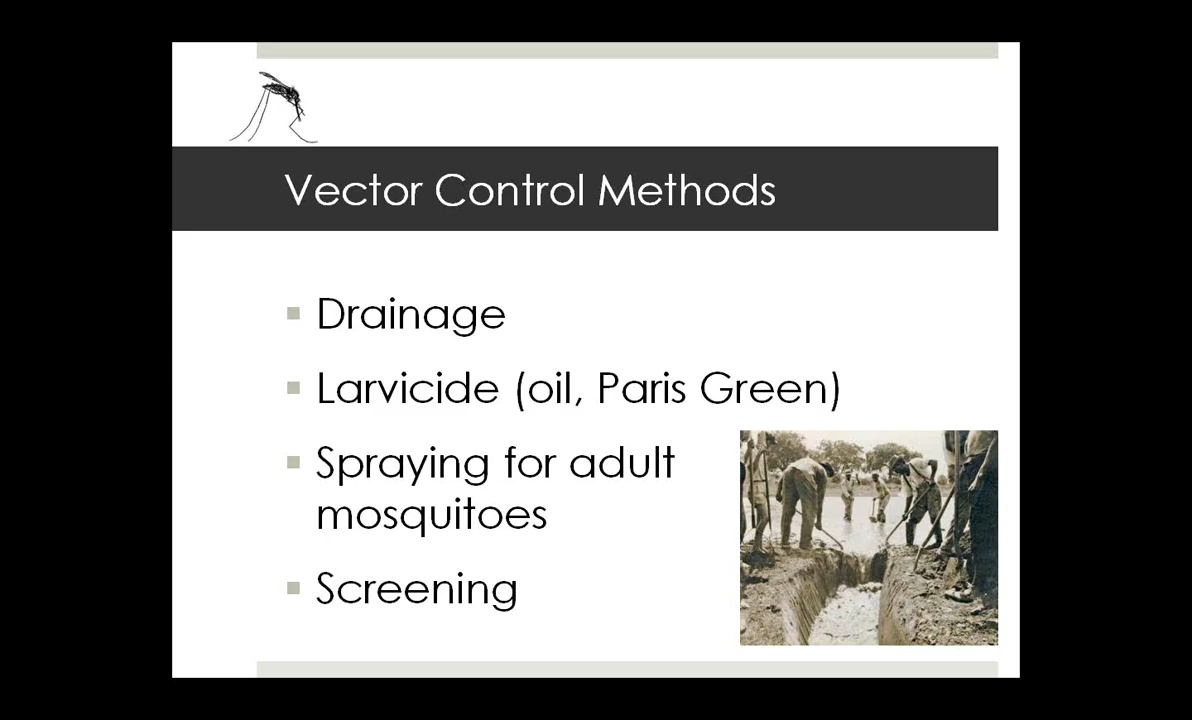 Vector Control Methods
Drainage
Larvicide (oil, Paris Green)
Spraying for adult
mosquitoes
Screening